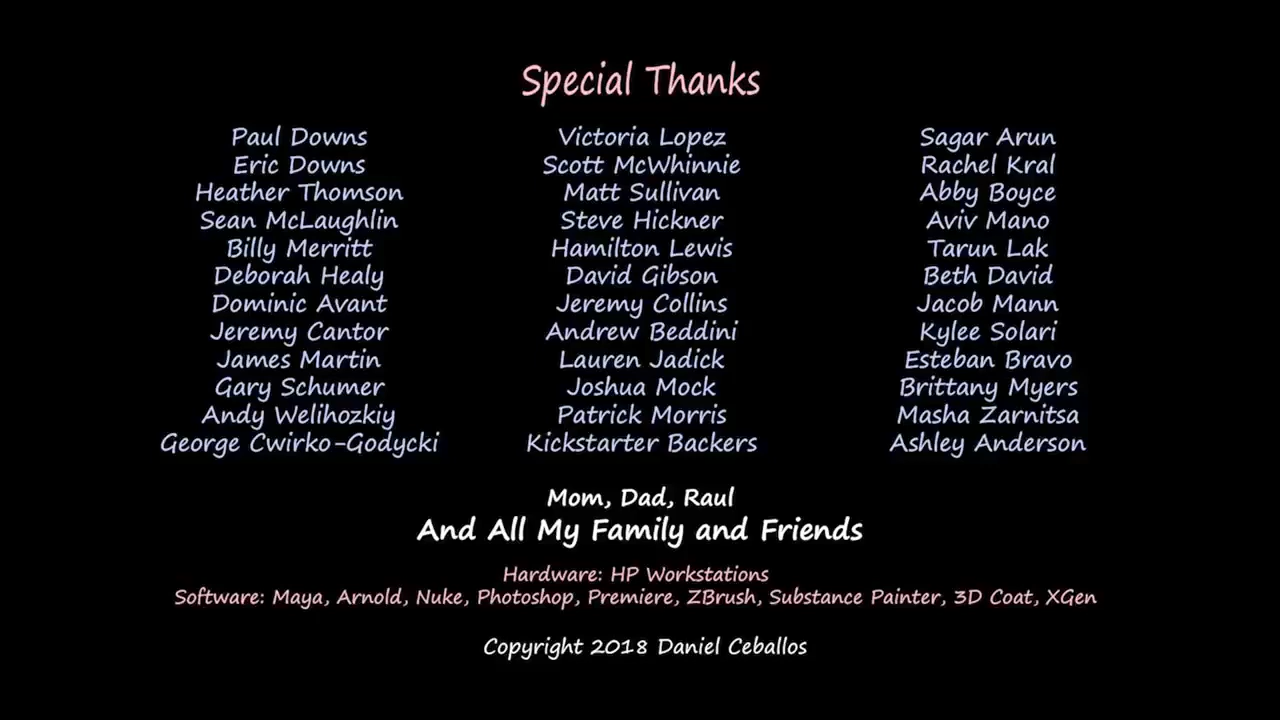 Special Thanks
Paul Downs
Eric Downs
Heather Thomson
Sean McLaughlin
Billy Merritt
Deborah Healy
Dominic Avant
Jeremy Cantor
James Martin
Gary Schumer
Andy Welihozkiy
George Cwirko-Godycki
Victoria Lopez
Scott McWhinnie
Matt Sullivan
Steve Hickner
Hamilton Lewis
David Gibson
Jeremy Collins
Andrew Beddini
Lauren Jadick
Joshua Mock
Patrick Morris
Kickstarter Backers
Sagar Arun
Rachel Kral
Abby Boyce
Aviv Mano
Tarun Lak
Beth David
Jacob Mann
Kylee Solari
Esteban Bravo
Brittany Myers
Masha Zarnitsa
Ashley Anderson
Mom, Dad, Raul
And All My Family and Friends
Hardware: HP Workstations
Software: Maya, Arnold, Nuke, Photoshop, Premiere, ZBrush, Substance Painter, 3D Coat, XGen
Copyright 2018 Daniel Ceballos